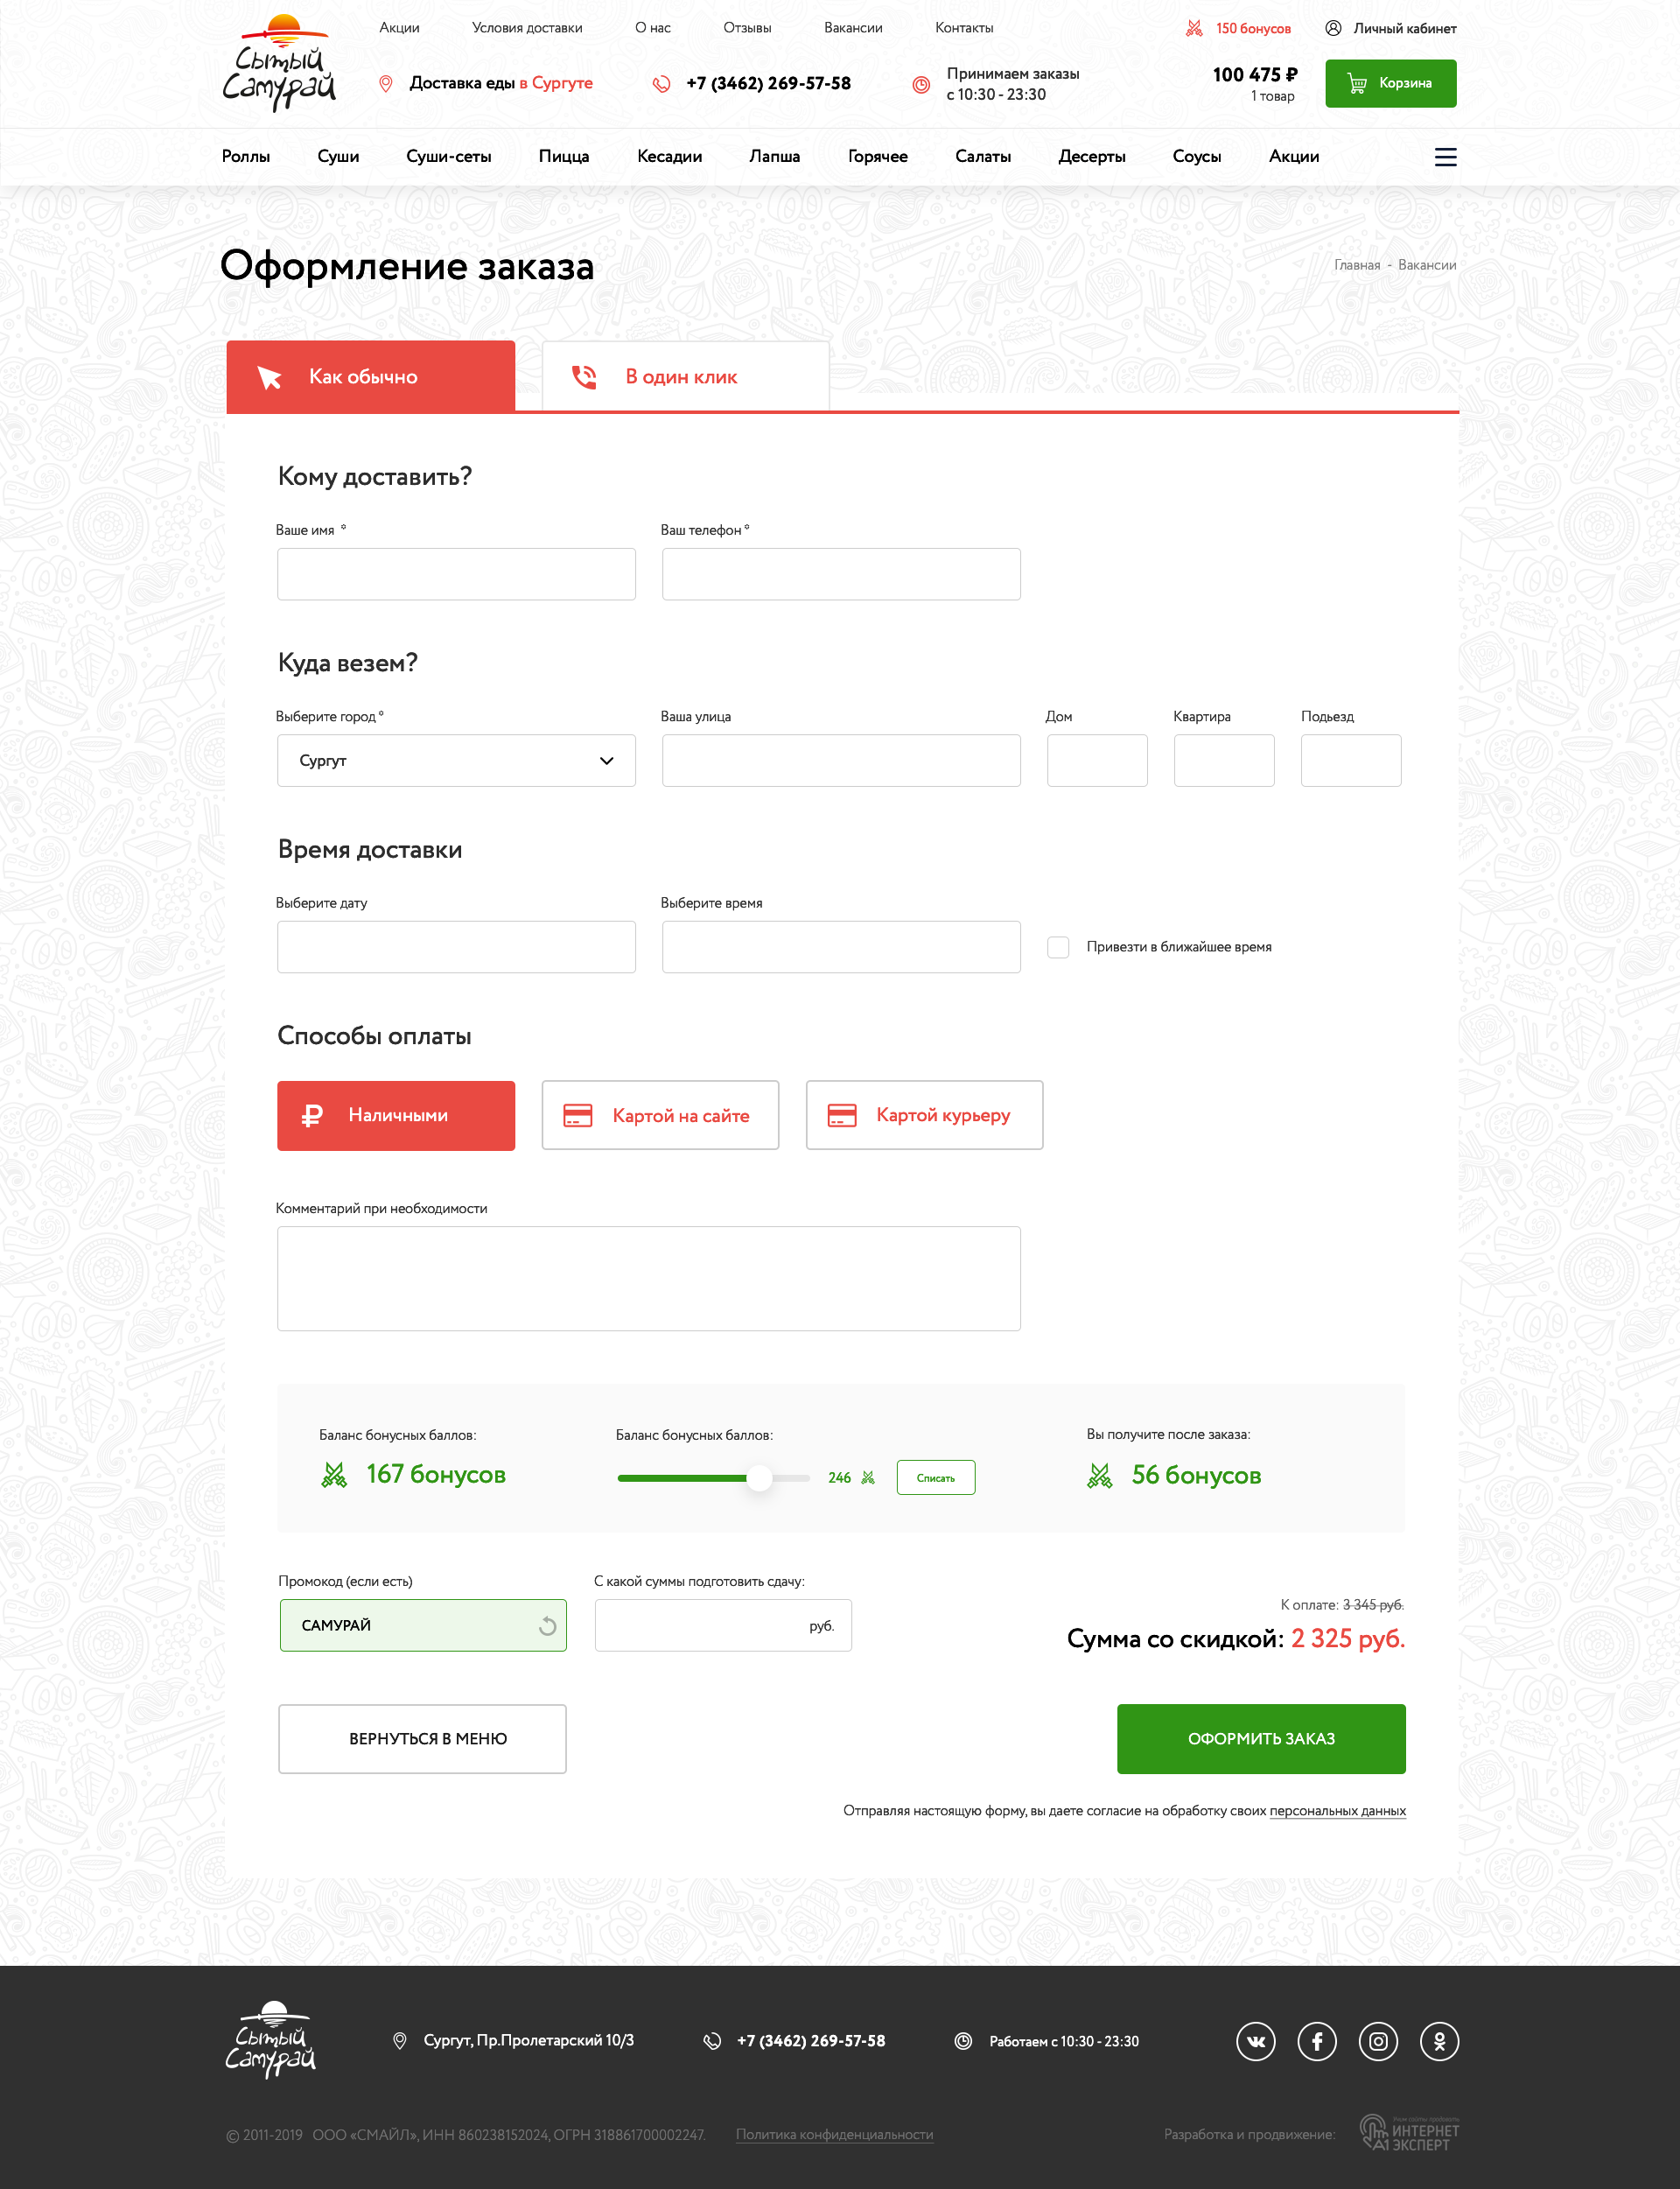 Акции Условия доставки О нас Отзывы Вакансии Контакты 150 бонусов Личный кабинет
Сытый
Самурай
Доставка еды в Сургуте +7 (3462) 269-57-58
Принимаем заказы
с 10:30 - 23:30
100 475 ₽
1 товар
Корзина
Роллы Суши Суши-сеты Пицца Кесадии Лапша Горячее Салаты Десерты Соусы Акции
Оформление заказа
Главная - Вакансии
Как обычно В один клик
Кому доставить?
Ваше имя * Ваш телефон *
Куда везем?
Выберите город * Ваша улица Дом Квартира Подьезд
Сургут
Время доставки
Выберите дату Выберите время
Привезти в ближайшее время
Способы оплаты
Наличными Картой на сайте Картой курьеру
Комментарий при необходимости
Баланс бонусных баллов: Баланс бонусных баллов: Вы получите после заказа:
167 бонусов 246 Списать 56 бонусов
Промокод (если есть) С какой суммы подготовить сдачу:
САМУРАЙ руб.
К оплате: 3 345 руб.
Сумма со скидкой: 2 325 руб.
ВЕРНУТЬСЯ В МЕНЮ ОФОРМИТЬ ЗАКАЗ
Отправляя настоящую форму, вы даете согласие на обработку своих персональных данных
Сытый
Самурай
Сургут, Пр.Пролетарский 10/3 +7 (3462) 269-57-58 Работаем с 10:30 - 23:30
© 2011-2019 ООО «СМАЙЛ», ИНН 860238152024, ОГРН 318861700002247. Политика конфиденциальности Разработка и продвижение:
А1 ИНТЕРНЕТ
ЭКСПЕРТ